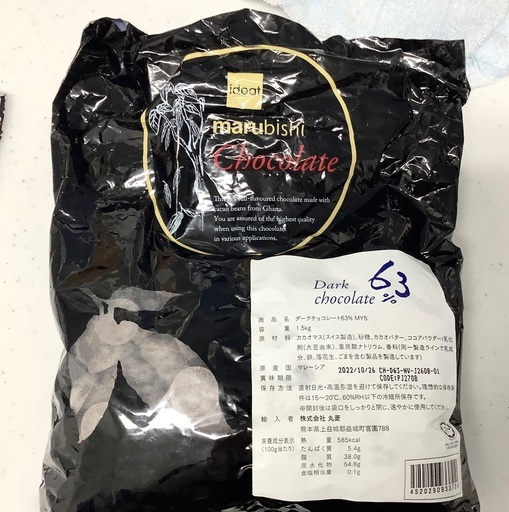 idoat
marubishi
Chocolate
This full-flavoured chocolate made with
cacao beans from Ghana.
You are assured of the highest quality
when using this chocolate
in various applications.
Dark
chocolate
63%
商品名 ダークチョコレート63% MYS
容量 1.5kg
原材料 カカオマス(スイス製造)、砂糖、カカオバター、ココアパウダー/乳化
剤(大豆由来)、重炭酸ナトリウム、香料(同一製造ラインで乳成
分、卵、落花生、ごまを含む製品を製造しています)
原産国 マレーシア
賞味期限 2022/10/26 CH-D63-MY-J260B-01
CODE:PJ270B
保存方法 直射日光・高温多湿を避けて保存してください。理想的な保存条
件は15~20℃、60%RH以下の冷暗所保存です。
※開封後は袋口をしっかりと閉じ、速やかに使用してください。
輸入者 株式会社 丸菱
熊本県上益城郡益城町宮園788
栄養成分表示
(100g当たり)
熱量 585kcal
たんぱく質 5.4g
脂質 38.0g
炭水化物 54.8g
食塩相当量 0.1g